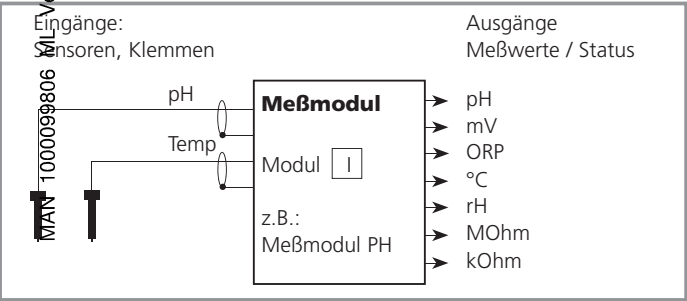 Eingänge:
Sensoren, Klemmen
Ausgänge
Meßwerte / Status
pH
Temp
Meßmodul
Modul I
z.B.:
Meßmodul PH
pH
mV
ORP
°C
rH
MOhm
kOhm
MAN 1000099806 ML